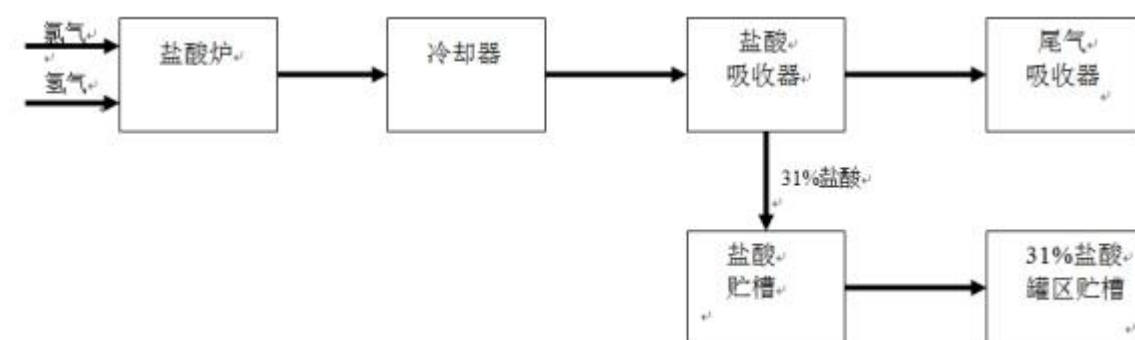 氯气
氢气
盐酸炉
冷却器
盐酸
吸收器
尾气
吸收器
31%盐酸
盐酸
贮槽
31%盐酸
罐区贮槽